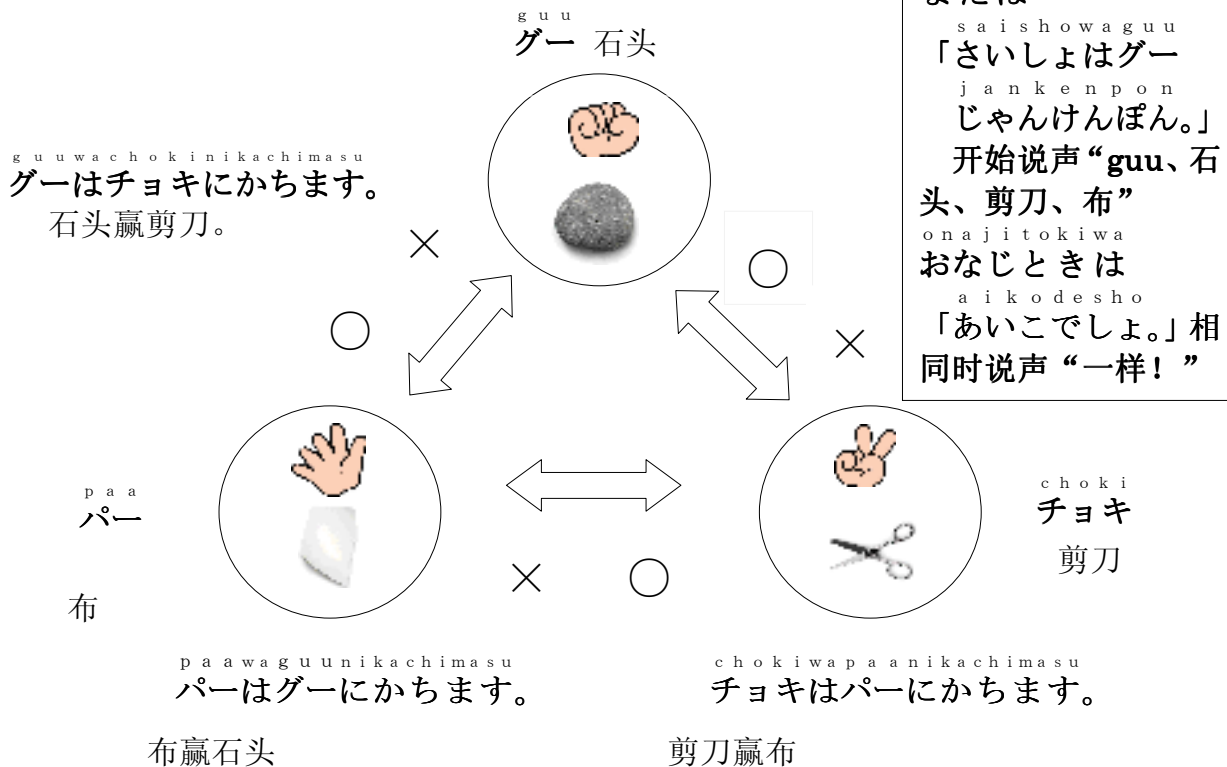 guu
グー 石头
guuwachokinikachimasu
グーはチョキにかちます。
石头赢剪刀。
×
○
○
×
saishowaguu
「さいしょはグー
jankenpon
じゃんけんぽん。」
开始说声“guu、石
头、剪刀、布”
onajitokiwa
おなじときは
aikodesho
「あいこでしょ。」相
同时说声“一样！”
paa
パー
布
choki
チョキ
剪刀
× ○
paawaguunikachimasu
パーはグーにかちます。
布赢石头
chokiwapaanikachimasu
チョキはパーにかちます。
剪刀赢布